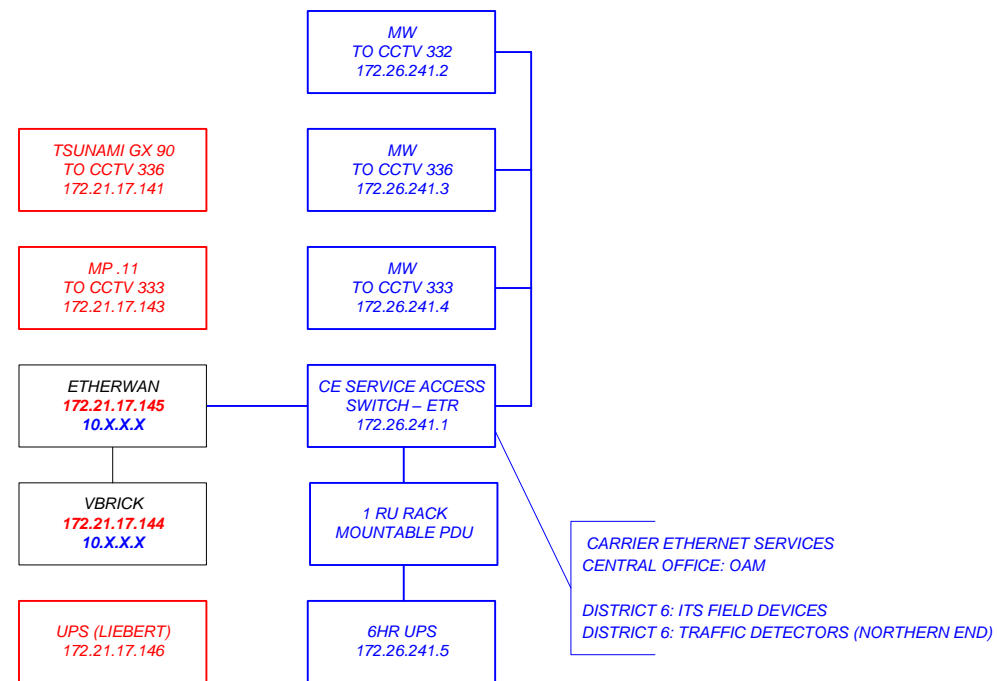 MW
TO CCTV 332
172.26.241.2
TSUNAMI GX 90
TO CCTV 336
172.21.17.141
MW
TO CCTV 336
172.26.241.3
MP .11
TO CCTV 333
172.21.17.143
MW
TO CCTV 333
172.26.241.4
ETHERWAN
172.21.17.145
10.X.X.X
CE SERVICE ACCESS
SWITCH – ETR
172.26.241.1
VBRICK
172.21.17.144
10.X.X.X
1 RU RACK
MOUNTABLE PDU
CARRIER ETHERNET SERVICES
CENTRAL OFFICE: OAM
DISTRICT 6: ITS FIELD DEVICES
DISTRICT 6: TRAFFIC DETECTORS (NORTHERN END)
UPS (LIEBERT)
172.21.17.146
6HR UPS
172.26.241.5